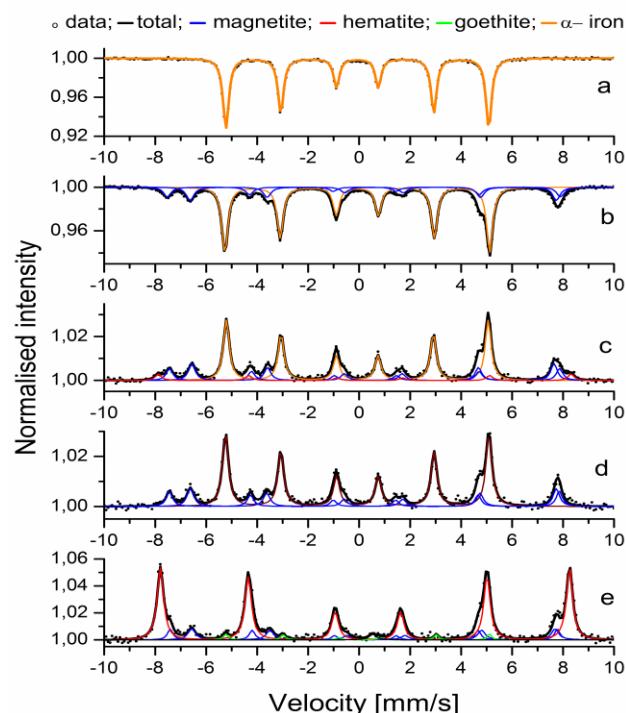 ◦ data; – total; – magnetite; – hematite; – goethite; – α– iron
1,00
0,96
0,92
a
-10 -8 -6 -4 -2 0 2 4 6 8 10
1,00
0,96
b
-10 -8 -6 -4 -2 0 2 4 6 8 10
1,02
1,00
c
-10 -8 -6 -4 -2 0 2 4 6 8 10
1,02
1,00
d
-10 -8 -6 -4 -2 0 2 4 6 8 10
1,06
1,04
1,02
1,00
e
-10 -8 -6 -4 -2 0 2 4 6 8 10
Normalised intensity
Velocity [mm/s]